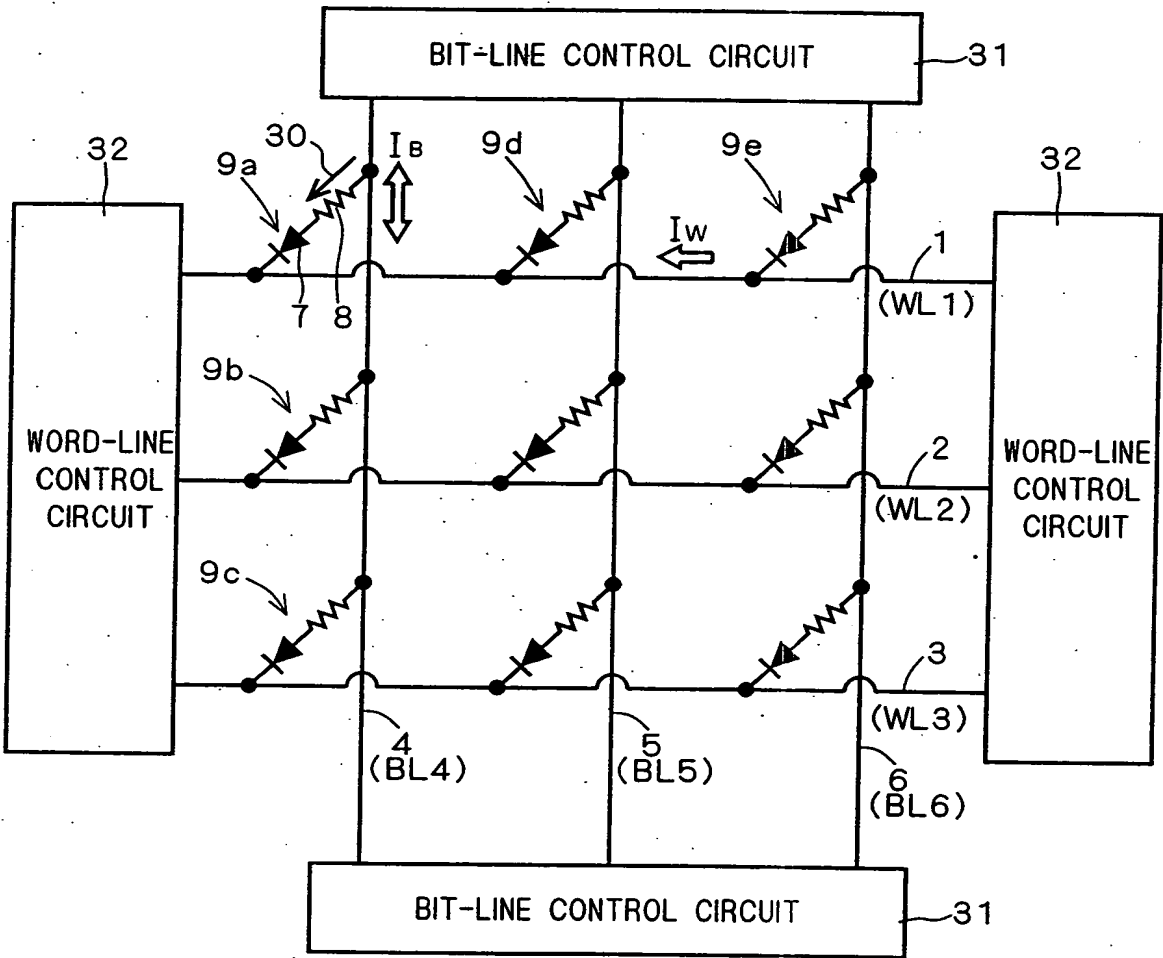 BIT-LINE CONTROL CIRCUIT
31
32
30
9a
IB
9d
9e
32
IW
1
(WL1)
7
8
9b
WORD-LINE
CONTROL
CIRCUIT
2
(WL2)
WORD-LINE
CONTROL
CIRCUIT
9c
3
(WL3)
4
(BL4)
5
(BL5)
6
(BL6)
BIT-LINE CONTROL CIRCUIT
31